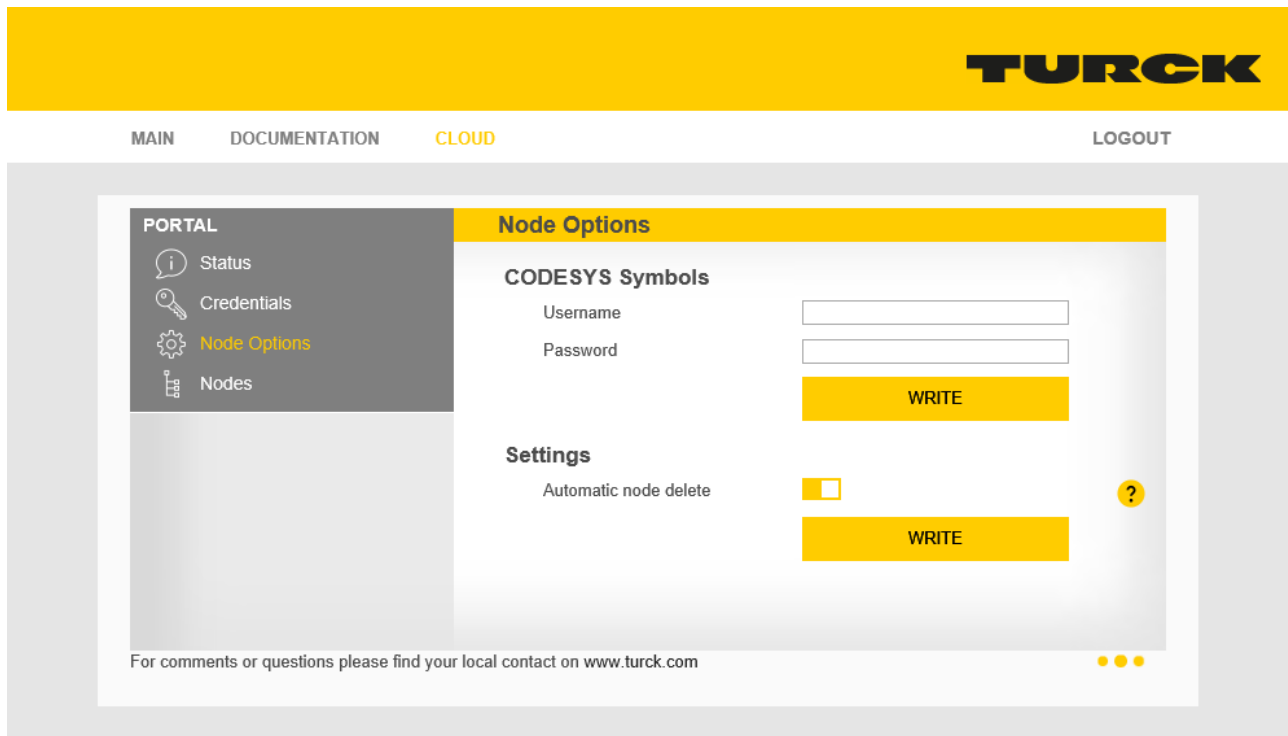 TURCK
MAIN DOCUMENTATION CLOUD LOGOUT
PORTAL
Status
Credentials
Node Options
Nodes
Node Options
CODESYS Symbols
Username
Password
WRITE
Settings
Automatic node delete
?
WRITE
For comments or questions please find your local contact on www.turck.com